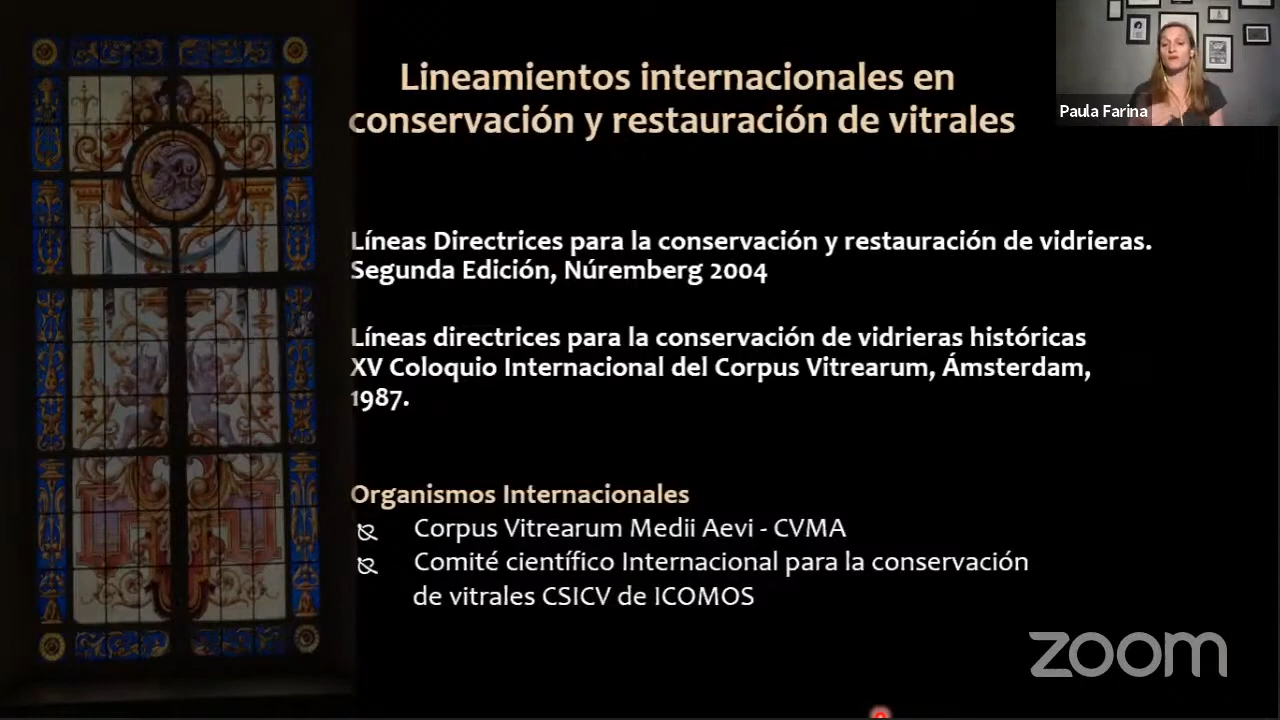 Lineamientos internacionales en
conservación y restauración de vitrales
Paula Farina
Líneas Directrices para la conservación y restauración de vidrieras.
Segunda Edición, Núremberg 2004
Líneas directrices para la conservación de vidrieras históricas
XV Coloquio Internacional del Corpus Vitrearum, Ámsterdam,
1987.
Organismos Internacionales
Corpus Vitrearum Medii Aevi - CVMA
Comité científico Internacional para la conservación
de vitrales CSICV de ICOMOS
zoom